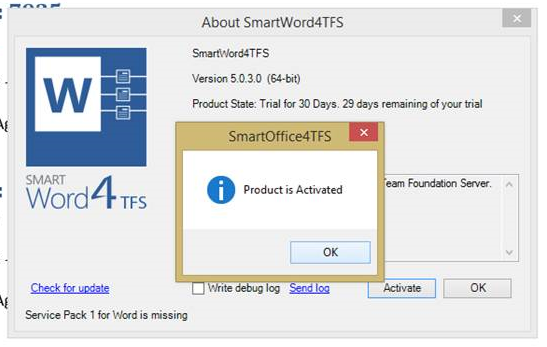 : 7035
About SmartWord4TFS
SmartWord4TFS
Version 5.0.3.0 (64-bit)
Product State: Trial for 30 Days. 29 days remaining of your trial
W
SMART
Word4TFS
SmartOffice4TFS
Product is Activated
OK
Team Foundation Server.
Check for update
Write debug log Send log
Activate
OK
Service Pack 1 for Word is missing